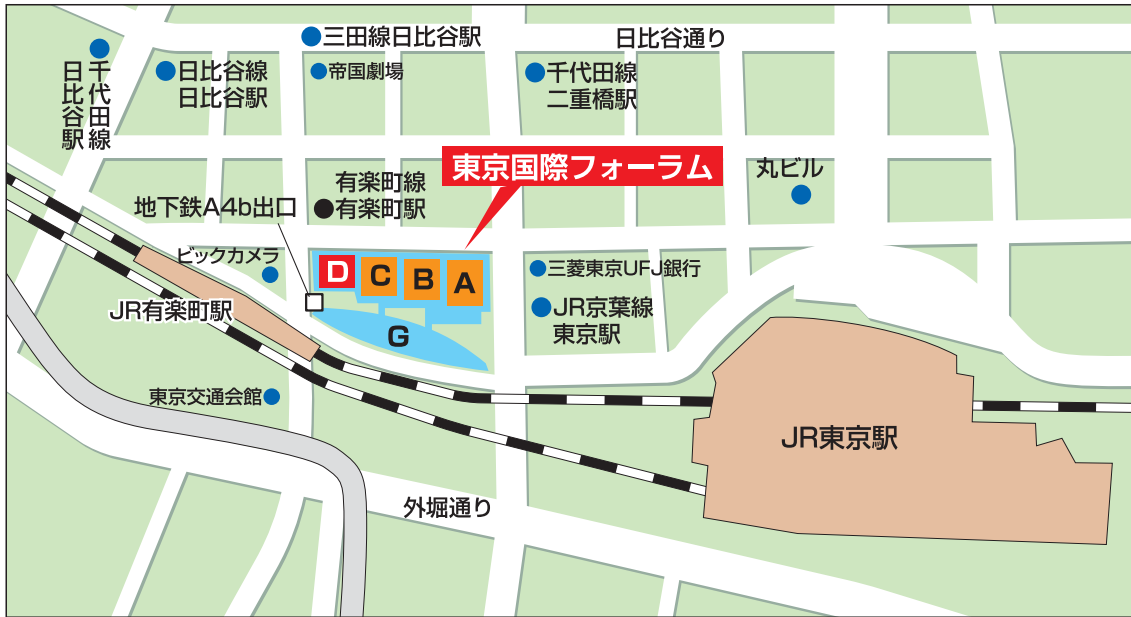 三田線日比谷駅
日比谷通り
千代田線
日比谷駅
日比谷線
日比谷駅
帝国劇場
千代田線
二重橋駅
東京国際フォーラム
丸ビル
有楽町線
有楽町駅
地下鉄A4b出口
ビックカメラ
D
C
B
A
三菱東京UFJ銀行
JR有楽町駅
JR京葉線
東京駅
G
東京交通会館
JR東京駅
外堀通り